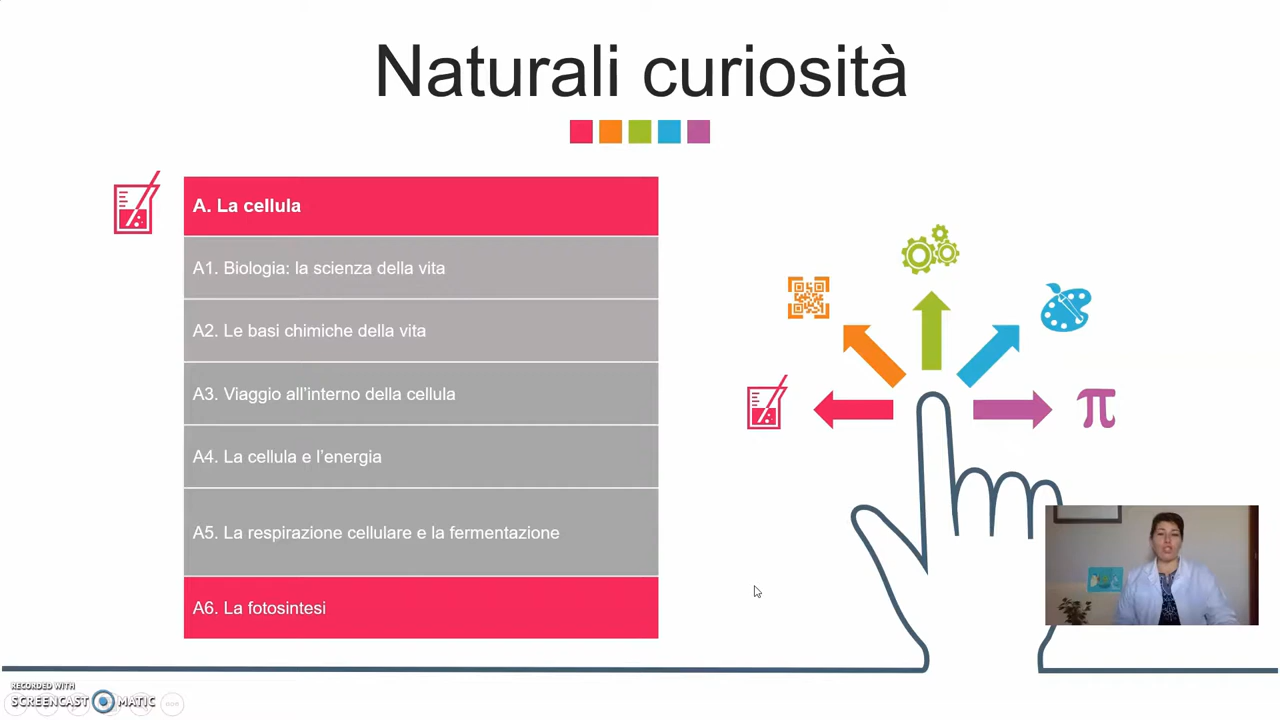 Naturali curiosità
A. La cellula
A1. Biologia: la scienza della vita
A2. Le basi chimiche della vita
A3. Viaggio all’interno della cellula
A4. La cellula e l’energia
A5. La respirazione cellulare e la fermentazione
A6. La fotosintesi
π
RECORDED WITH
SCREENCAST MATIC